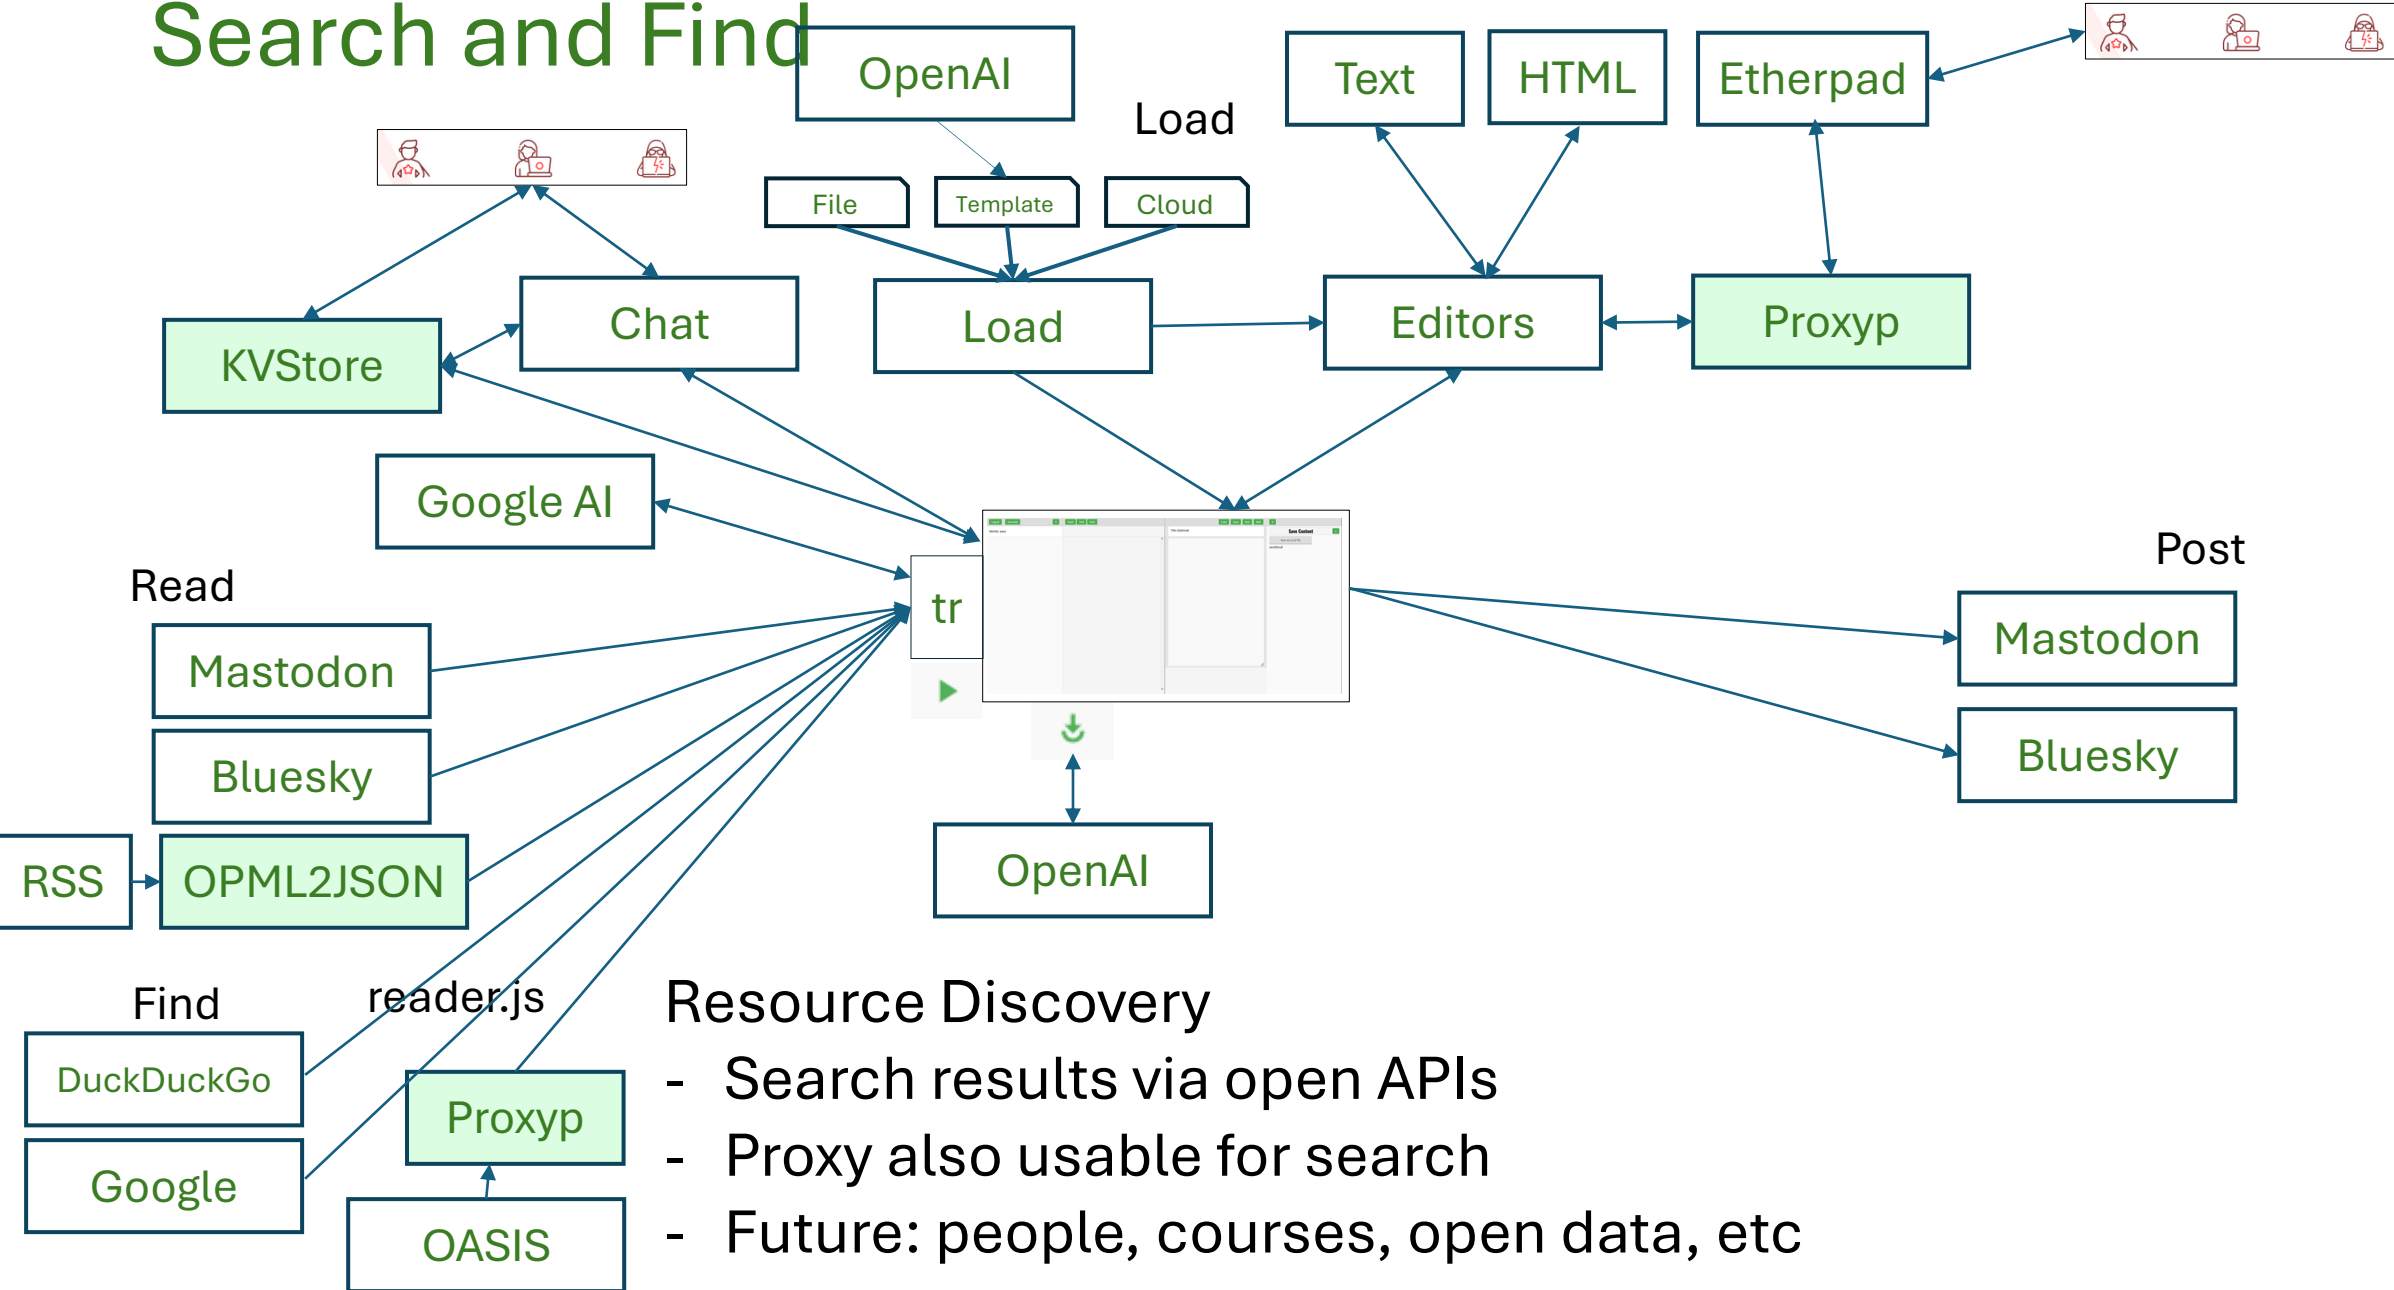 Search and Find
OpenAI
Text
HTML
Etherpad
Load
File
Template
Cloud
KVStore
Chat
Load
Editors
Proxyp
Google AI
Read
tr
Save Content
Post
Mastodon
Mastodon
Bluesky
Bluesky
RSS
OPML2JSON
OpenAI
Find
reader.js
DuckDuckGo
Google
Proxyp
OASIS
Resource Discovery
- Search results via open APIs
- Proxy also usable for search
- Future: people, courses, open data, etc